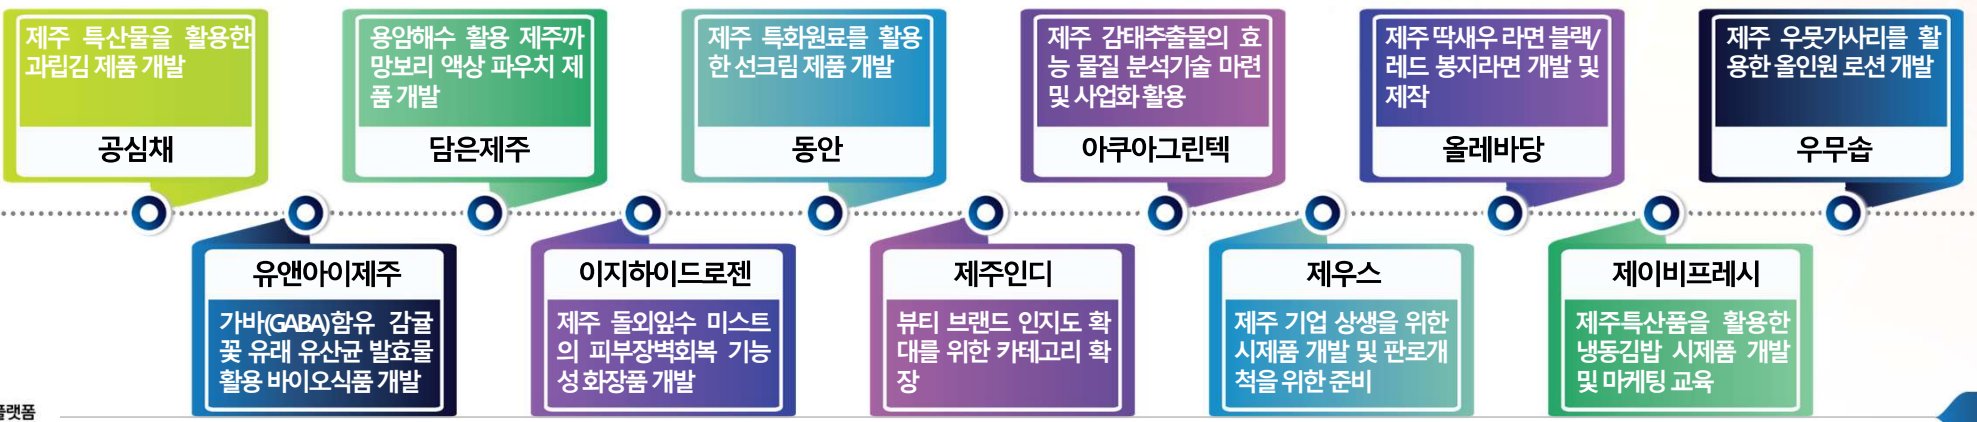 제주 특산물을 활용한
과립김 제품 개발
공심채
용암해수 활용 제주까
망보리 액상 파우치 제
품 개발
담은제주
제주 특화원료를 활용
한 선크림 제품 개발
동안
제주 감태추출물의 효
능 물질 분석기술 마련
및 사업화 활용
아쿠아그린텍
제주 딱새우 라면 블랙/
레드 봉지라면 개발 및
제작
올레바당
제주 우뭇가사리를 활
용한 올인원 로션 개발
우무솝
유앤아이제주
가바(GABA)함유 감귤
꽃 유래 유산균 발효물
활용 바이오식품 개발
이지하이드로젠
제주 돌외잎수 미스트
의 피부장벽회복 기능
성 화장품 개발
제주인디
뷰티 브랜드 인지도 확
대를 위한 카테고리 확
장
제우스
제주 기업 상생을 위한
시제품 개발 및 판로개
척을 위한 준비
제이비프레시
제주특산품을 활용한
냉동김밥 시제품 개발
및 마케팅 교육
플랫폼